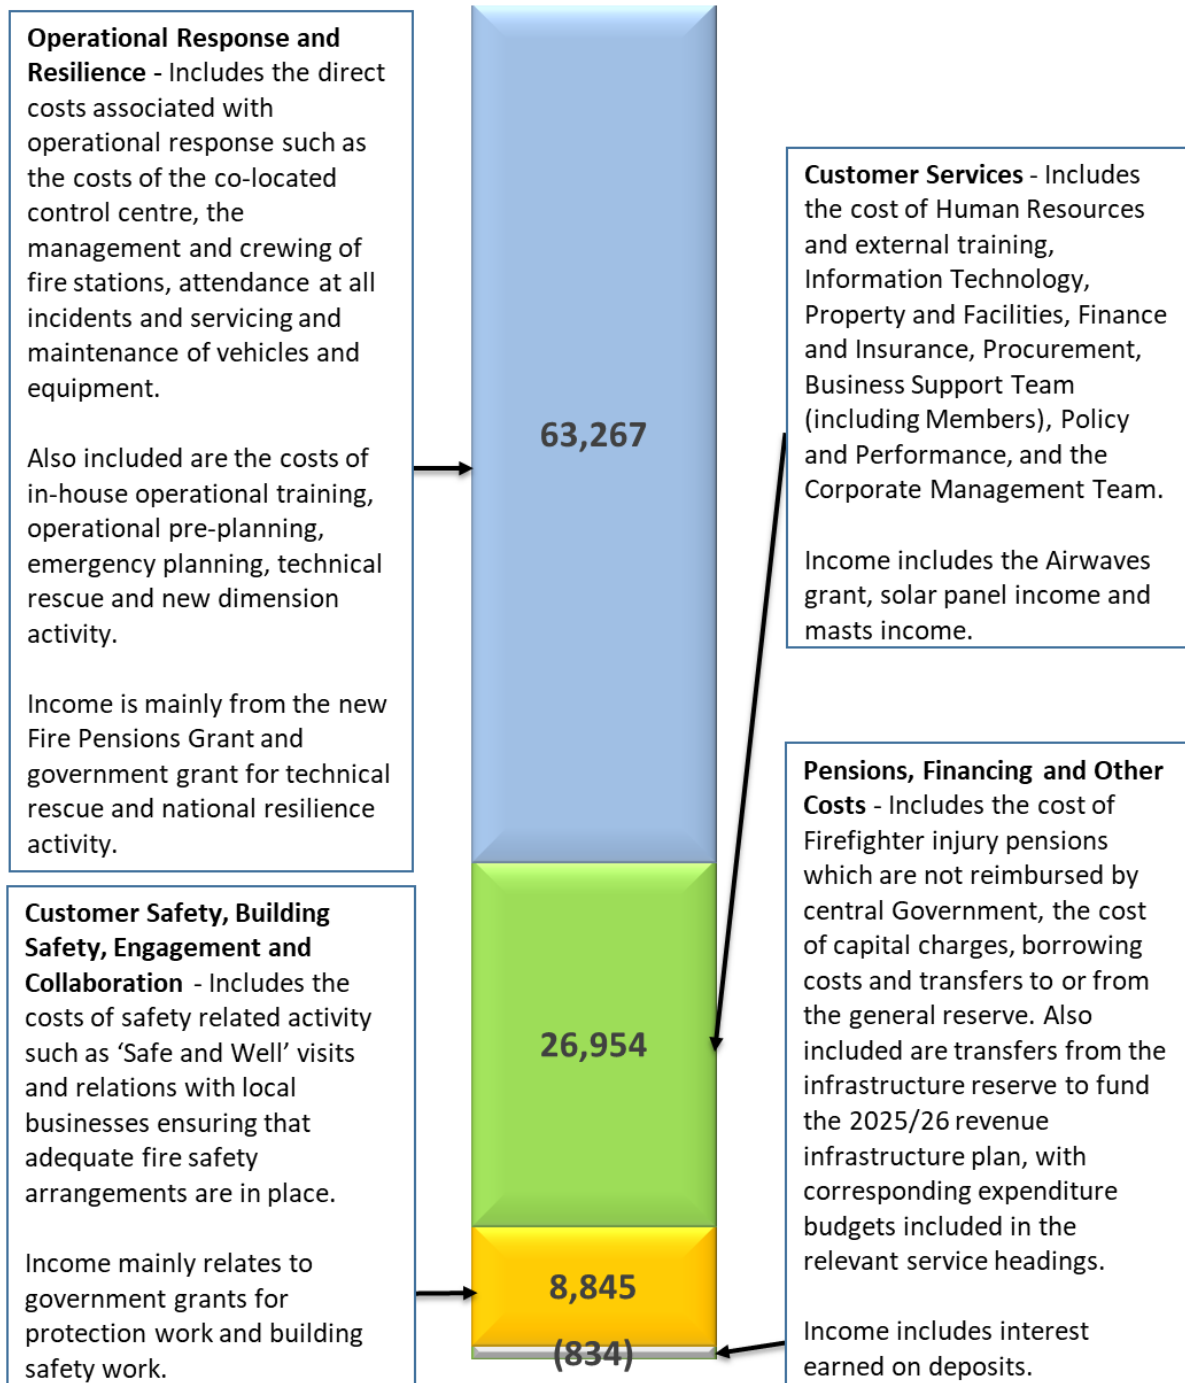 Operational Response and
Resilience - Includes the direct
costs associated with
operational response such as
the costs of the co-located
control centre, the
management and crewing of
fire stations, attendance at all
incidents and servicing and
maintenance of vehicles and
equipment.
Also included are the costs of
in-house operational training,
operational pre-planning,
emergency planning, technical
rescue and new dimension
activity.
Income is mainly from the new
Fire Pensions Grant and
government grant for technical
rescue and national resilience
activity.
Customer Safety, Building
Safety, Engagement and
Collaboration - Includes the
costs of safety related activity
such as ‘Safe and Well’ visits
and relations with local
businesses ensuring that
adequate fire safety
arrangements are in place.
Income mainly relates to
government grants for
protection work and building
safety work.
63,267
26,954
8,845
(834)
Customer Services - Includes
the cost of Human Resources
and external training,
Information Technology,
Property and Facilities, Finance
and Insurance, Procurement,
Business Support Team
(including Members), Policy
and Performance, and the
Corporate Management Team.
Income includes the Airwaves
grant, solar panel income and
masts income.
Pensions, Financing and Other
Costs - Includes the cost of
Firefighter injury pensions
which are not reimbursed by
central Government, the cost
of capital charges, borrowing
costs and transfers to or from
the general reserve. Also
included are transfers from the
infrastructure reserve to fund
the 2025/26 revenue
infrastructure plan, with
corresponding expenditure
budgets included in the
relevant service headings.
Income includes interest
earned on deposits.